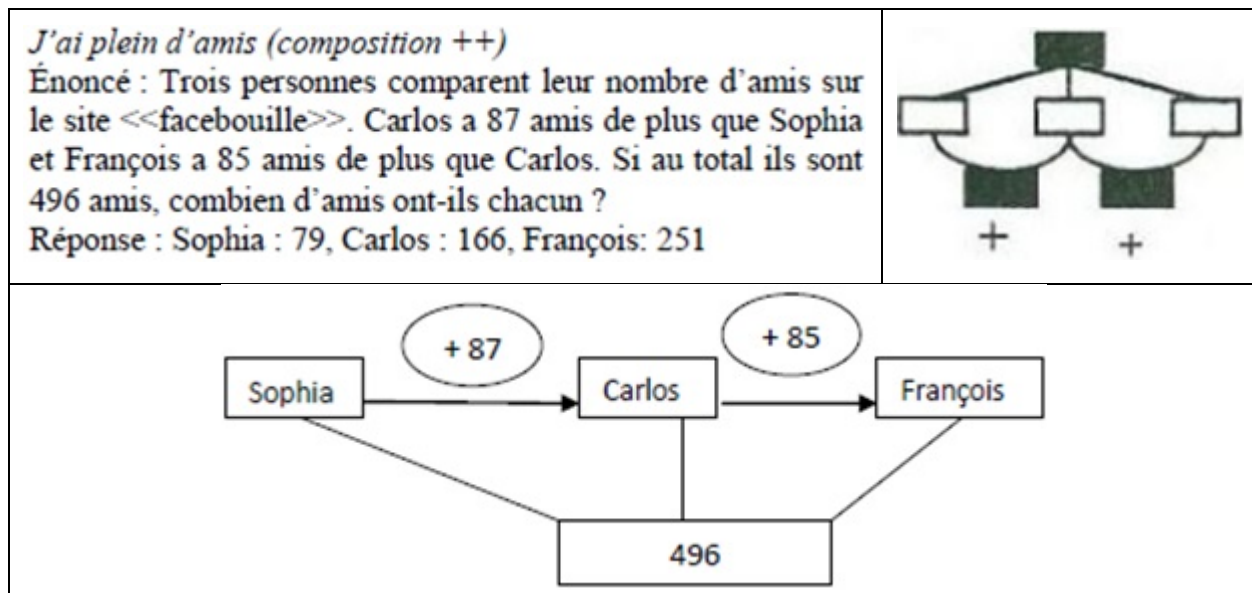 J'ai plein d'amis (composition ++)
Énoncé : Trois personnes comparent leur nombre d'amis sur
le site <<facebouille>>. Carlos a 87 amis de plus que Sophia
et François a 85 amis de plus que Carlos. Si au total ils sont
496 amis, combien d'amis ont-ils chacun ?
Réponse : Sophia : 79, Carlos : 166, François: 251
+ +
+ 87 + 85
Sophia Carlos François
496